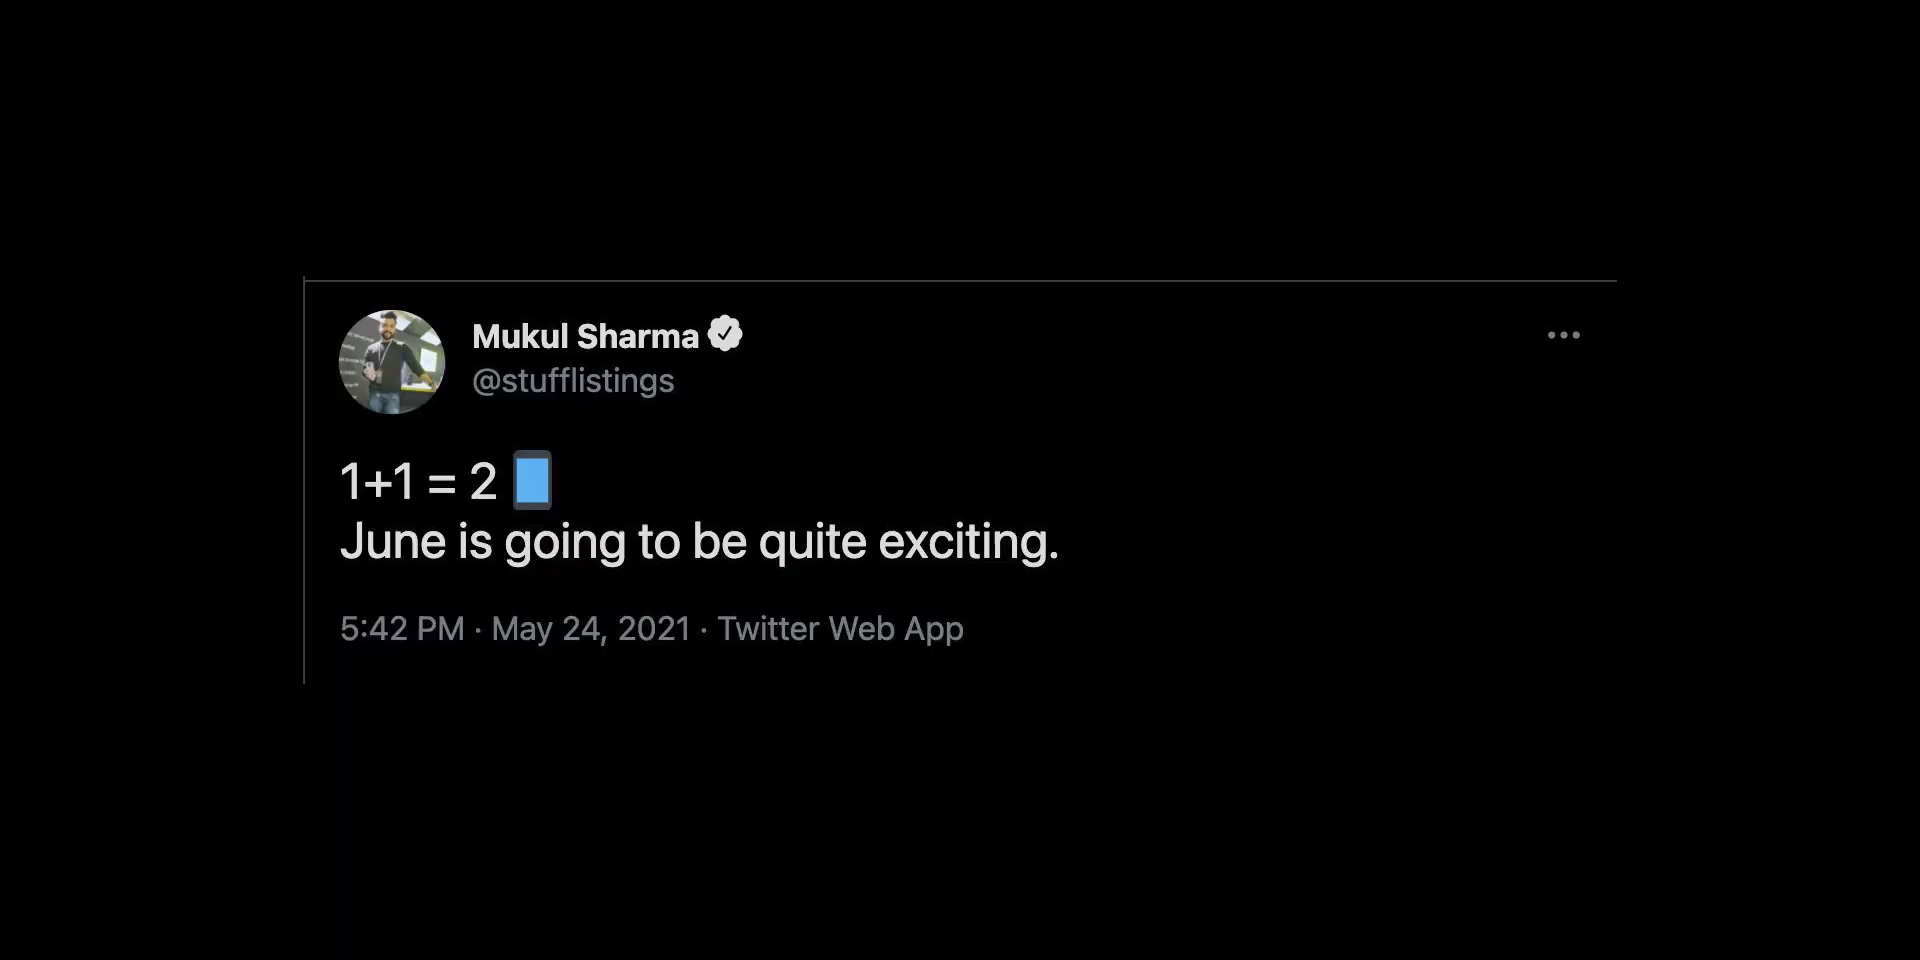 Mukul Sharma
@stufflistings
1+1 = 2 📱
June is going to be quite exciting.
5:42 PM · May 24, 2021 · Twitter Web App